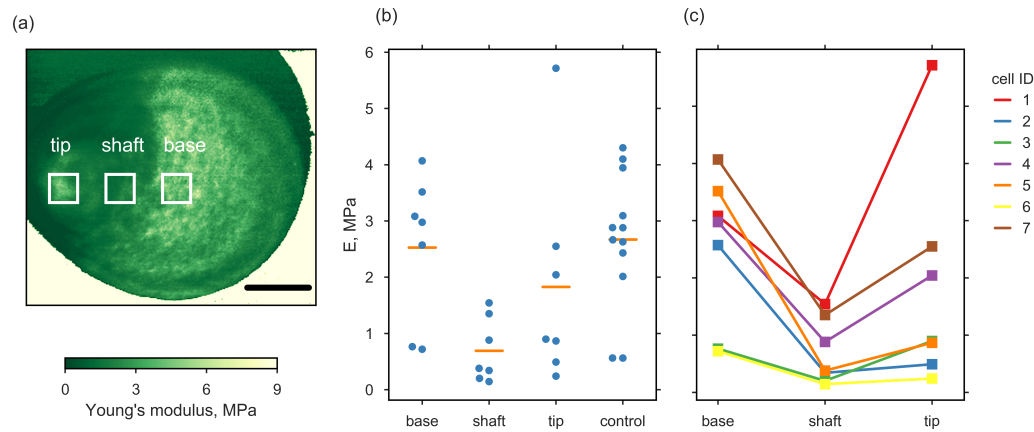 (a)
tip shaft base
0 3 6 9
Young's modulus, MPa
(b)
E, MPa
6
5
4
3
2
1
0
base shaft tip control
(c)
base shaft tip
cell ID
1
2
3
4
5
6
7